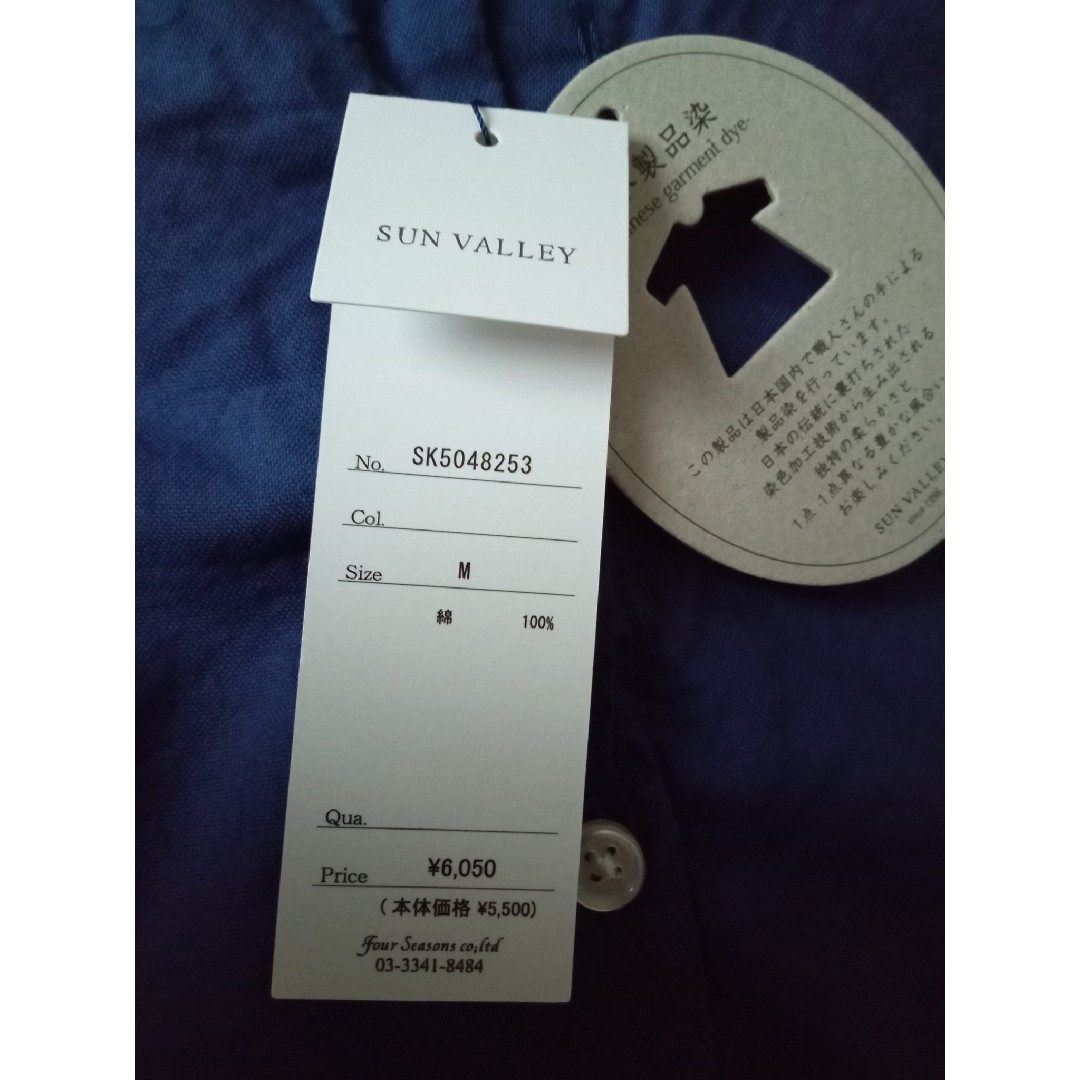 SUN VALLEY
No. SK5048253
Col.
Size M
綿 100%
Qua.
Price ¥6,050
(本体価格 ¥5,500)
Four Seasons co,ltd
03-3341-8484
製品染
garment dye-
この製品は日本国内で職人さんの手による
製品染を行っています。
日本の伝統に裏打ちされた
染色加工技術から生み出される
独特の柔らかさと、
1点1点異なる豊かな風合い
お楽しみください。
SUN VALLEY
since 1996